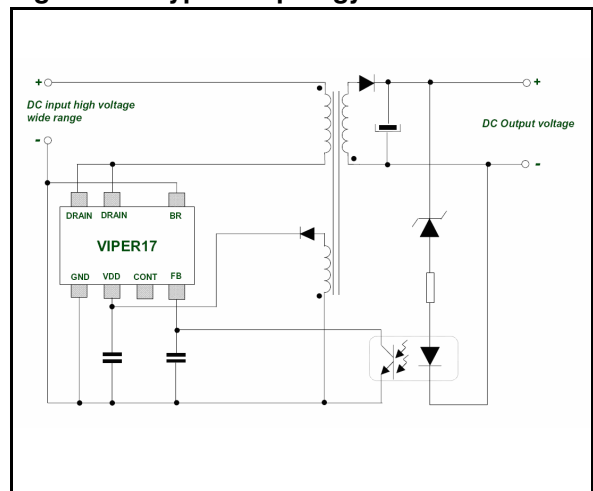 +
+
DC input high voltage
wide range
DC Output voltage
-
-
DRAIN DRAIN BR
VIPER17
GND VDD CONT FB